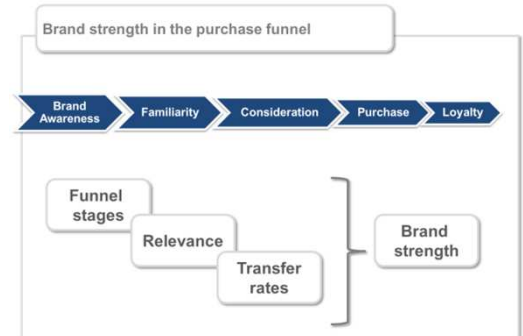 Brand strength in the purchase funnel
Brand
Awareness
Familiarity
Consideration
Purchase
Loyalty
Funnel
stages
Relevance
Transfer
rates
Brand
strength